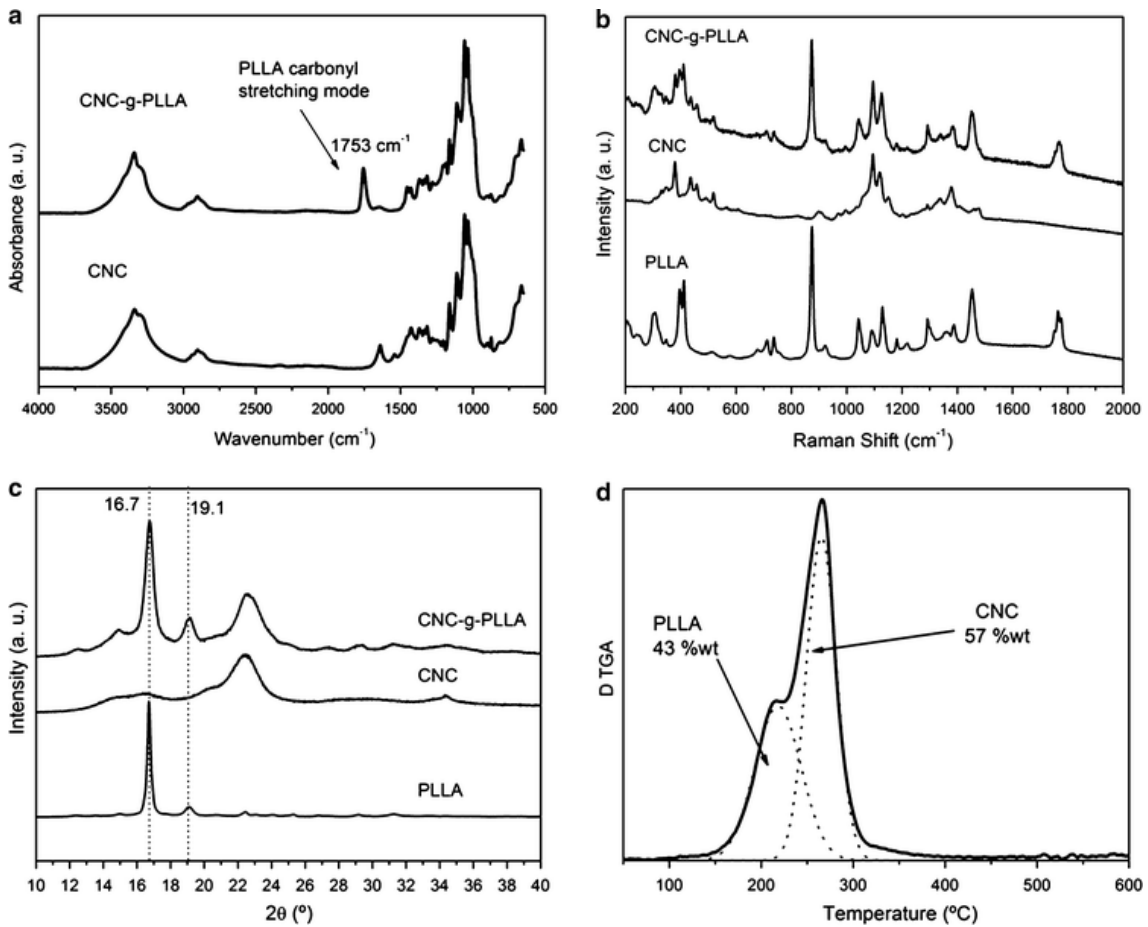 a
CNC-g-PLLA
PLLA carbonyl
stretching mode
1753 cm⁻¹
CNC
Absorbance (a. u.)
4000 3500 3000 2500 2000 1500 1000 500
Wavenumber (cm⁻¹)
b
CNC-g-PLLA
CNC
PLLA
Intensity (a. u.)
200 400 600 800 1000 1200 1400 1600 1800 2000
Raman Shift (cm⁻¹)
c
16.7
19.1
CNC-g-PLLA
CNC
PLLA
Intensity (a. u.)
10 12 14 16 18 20 22 24 26 28 30 32 34 36 38 40
2θ (º)
d
PLLA
43 %wt
CNC
57 %wt
D TGA
100 200 300 400 500 600
Temperature (ºC)